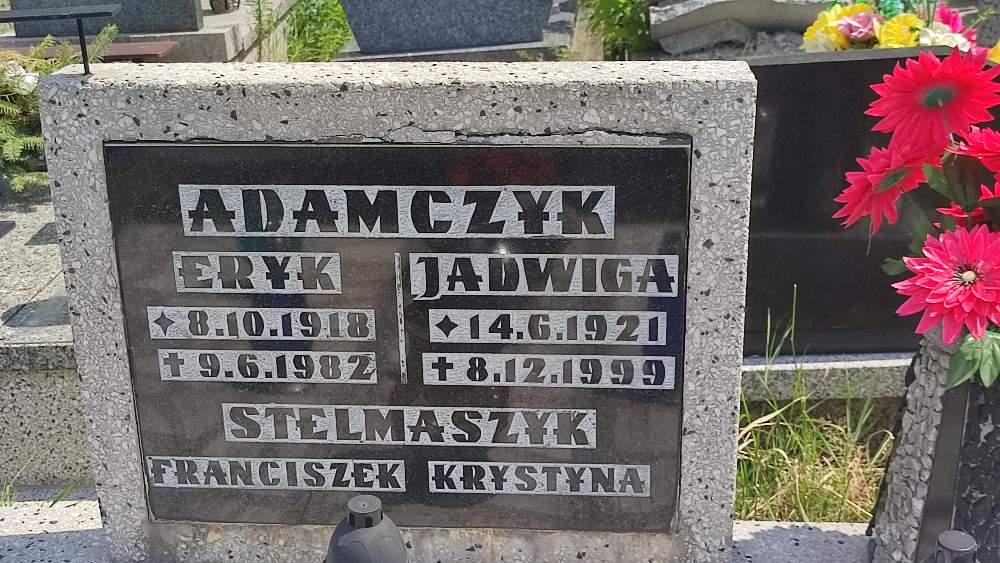 ADAMCZYK
ERYK JADWIGA
✦ 8.10.1918 ✦ 14.6.1921
✝ 9.6.1982 ✝ 8.12.1999
STELMASZYK
FRANCISZEK KRYSTYNA